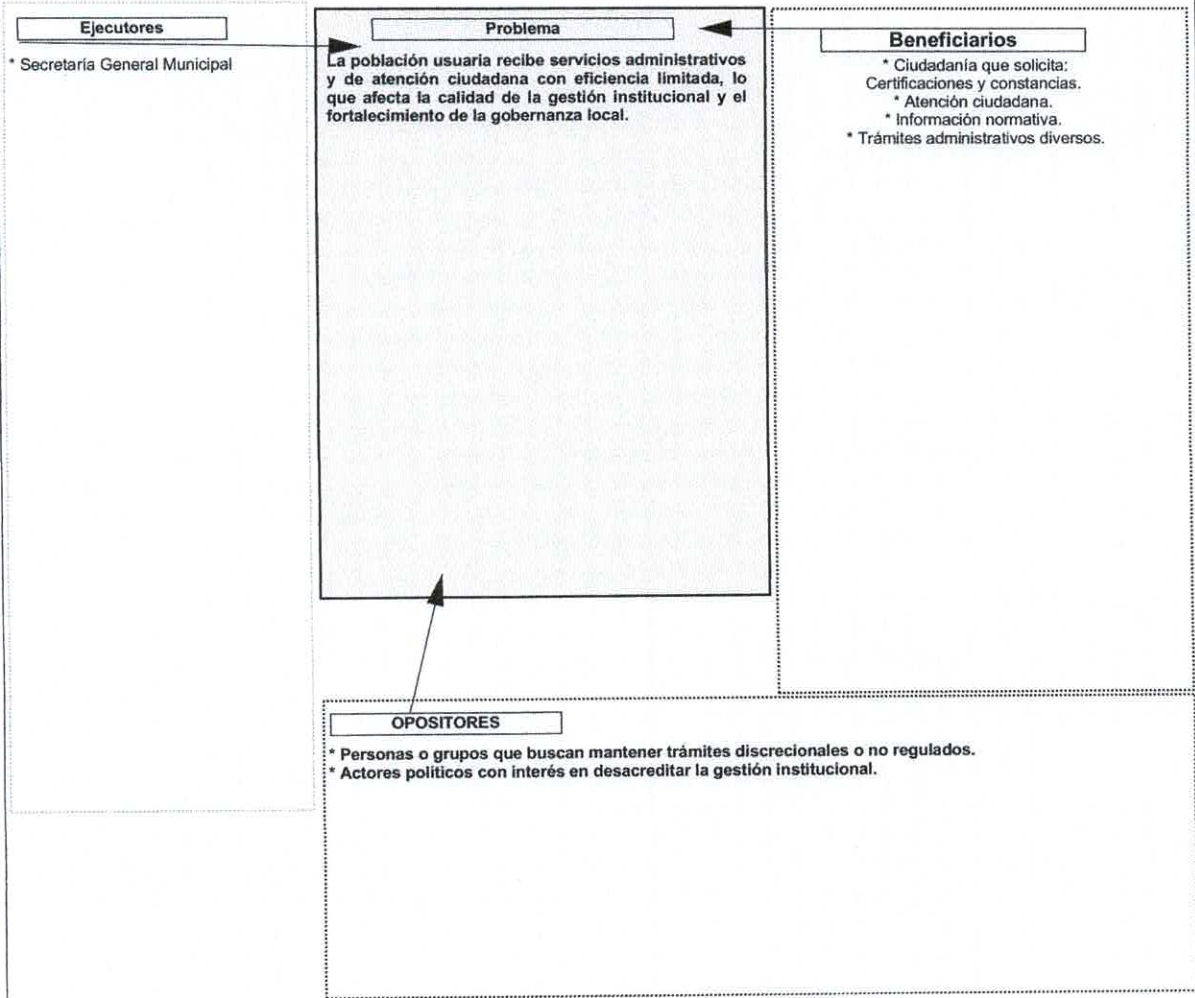 Ejecutores
* Secretaría General Municipal
Problema
La población usuaria recibe servicios administrativos
y de atención ciudadana con eficiencia limitada, lo
que afecta la calidad de la gestión institucional y el
fortalecimiento de la gobernanza local.
Beneficiarios
* Ciudadanía que solicita:
Certificaciones y constancias.
* Atención ciudadana.
* Información normativa.
* Trámites administrativos diversos.
OPOSITORES
* Personas o grupos que buscan mantener trámites discrecionales o no regulados.
* Actores políticos con interés en desacreditar la gestión institucional.